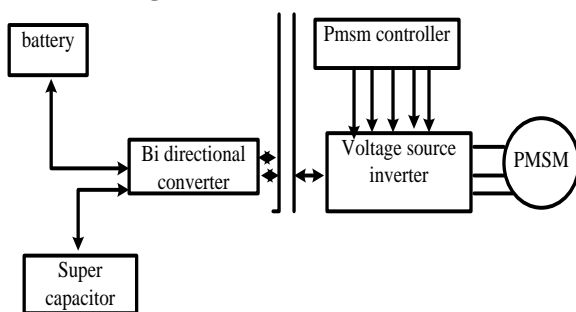 battery
Pmsm controller
Bi directional
converter
Voltage source
inverter
PMSM
Super
capacitor